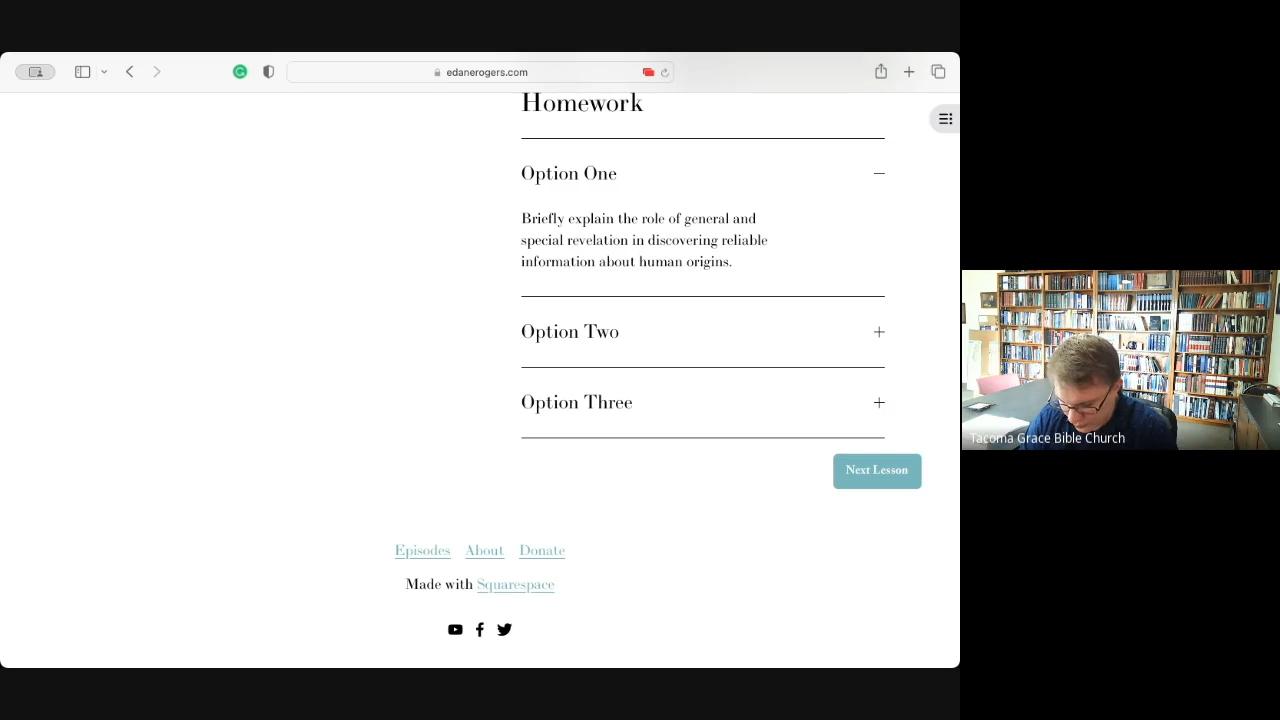 edanerogers.com
Homework
Option One
Briefly explain the role of general and
special revelation in discovering reliable
information about human origins.
Option Two
Option Three
Next Lesson
Episodes About Donate
Made with Squarespace
Tacoma Grace Bible Church